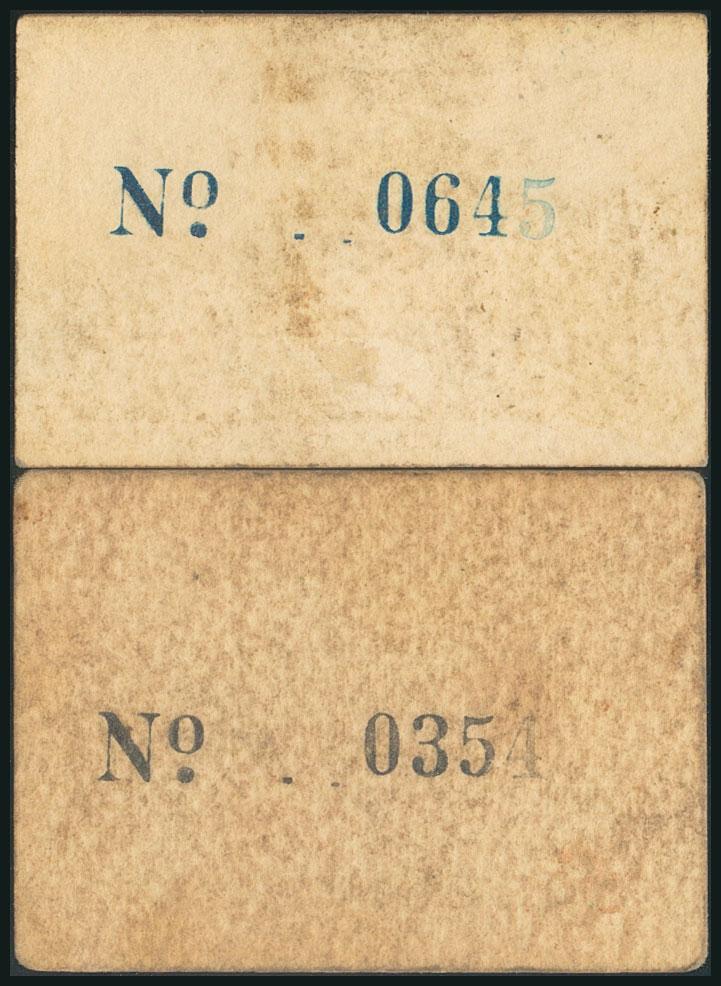 Nº. . . 0645
Nº. . . 0354